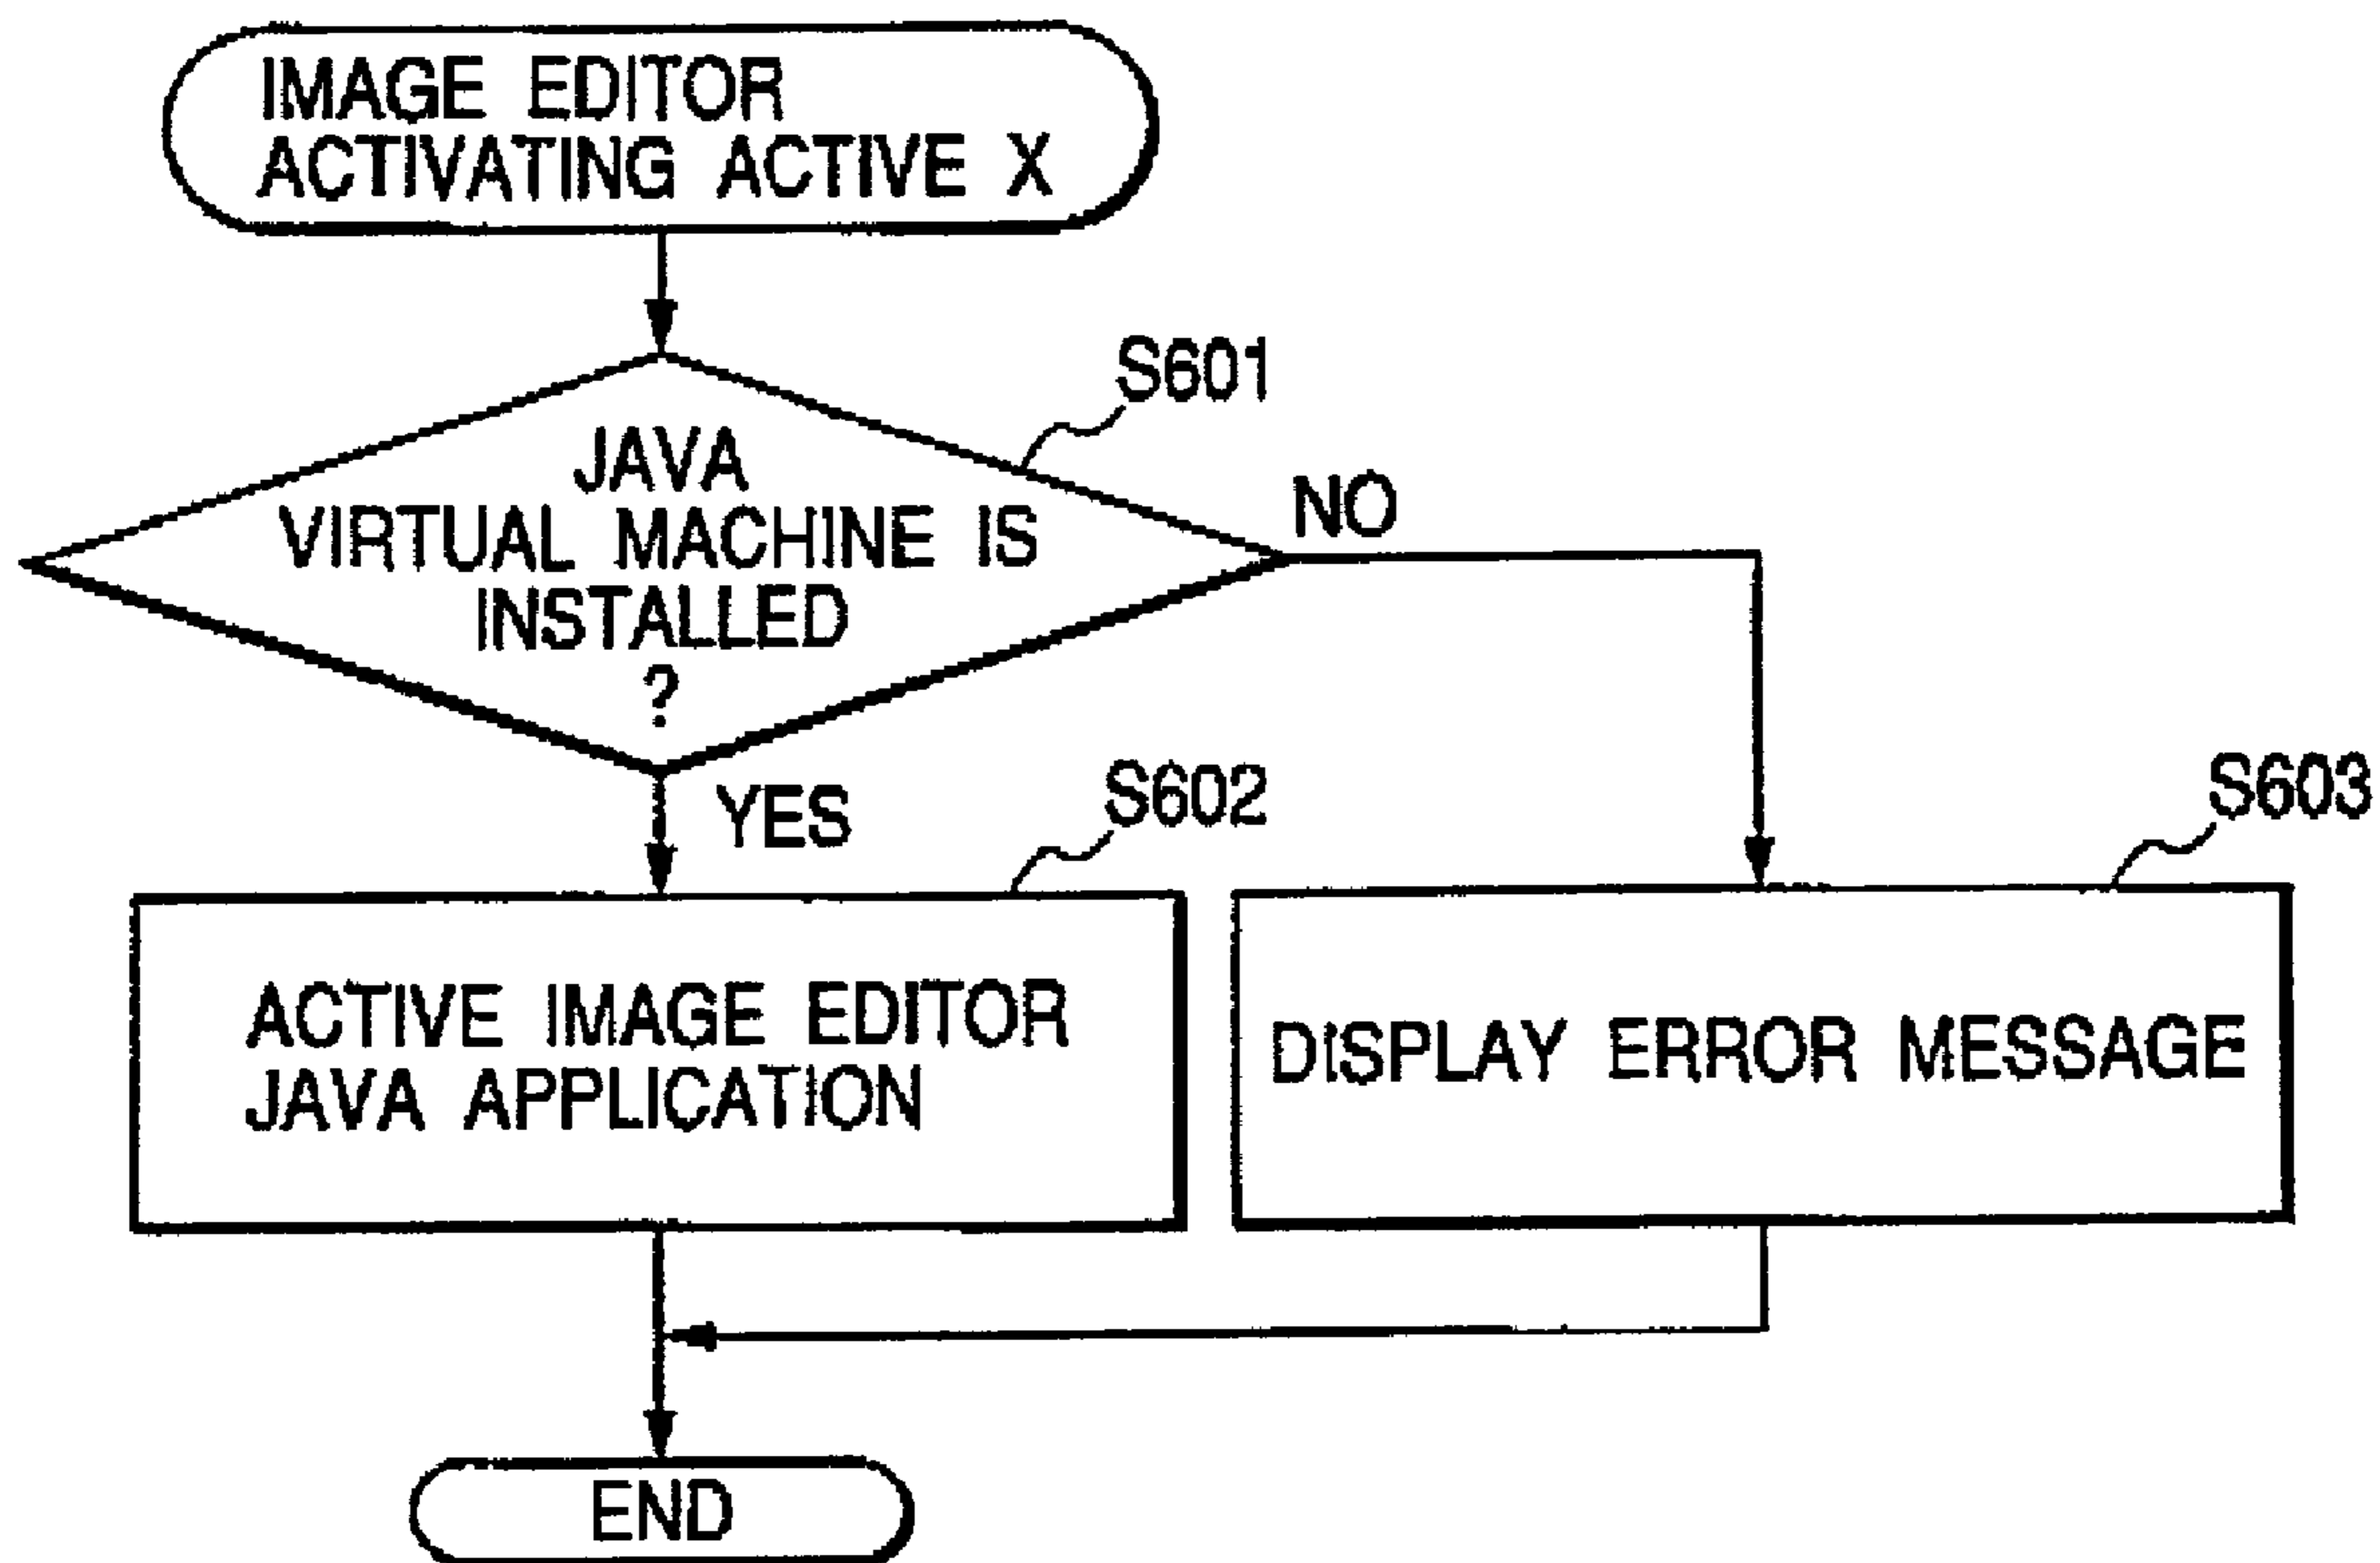 IMAGE EDITOR
ACTIVATING ACTIVE X
S601
JAVA
VIRTUAL MACHINE IS
INSTALLED
?
NO
YES
S602
S603
ACTIVE IMAGE EDITOR
JAVA APPLICATION
DISPLAY ERROR MESSAGE
END